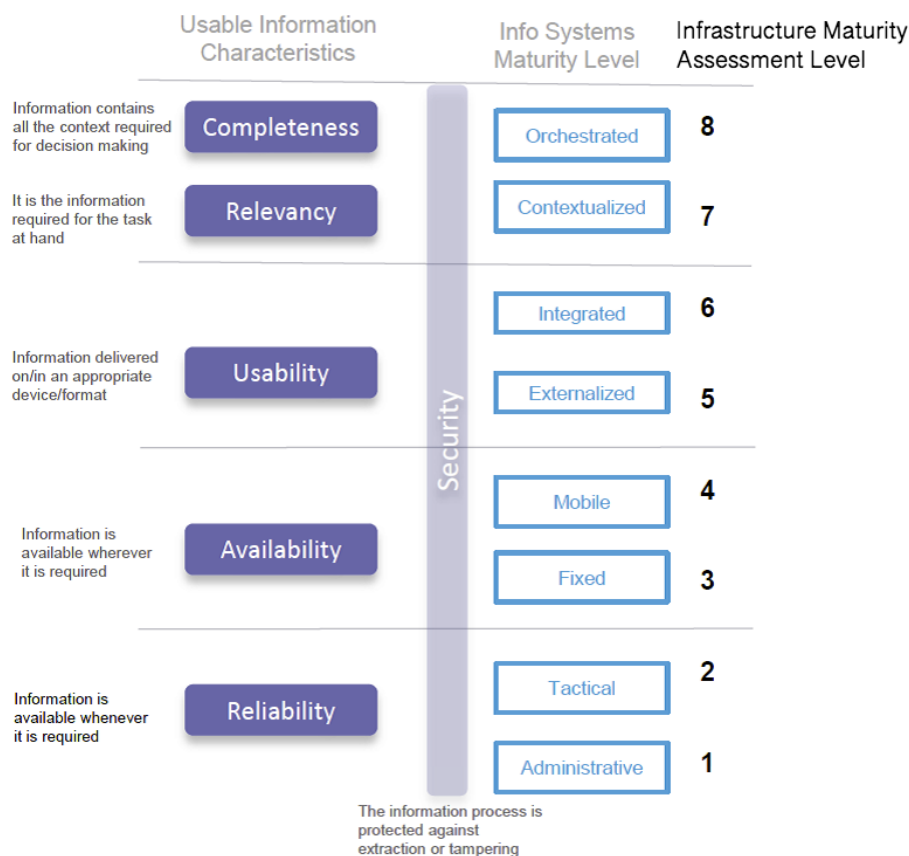 Usable Information
Characteristics
Info Systems
Maturity Level
Infrastructure Maturity
Assessment Level
Information contains
all the context required
for decision making
Completeness
Orchestrated
8
It is the information
required for the task
at hand
Relevancy
Contextualized
7
Integrated
6
Information delivered
on/in an appropriate
device/format
Usability
Externalized
5
Security
Mobile
4
Information is
available wherever
it is required
Availability
Fixed
3
Tactical
2
Information is
available whenever
it is required
Reliability
Administrative
1
The information process is
protected against
extraction or tampering